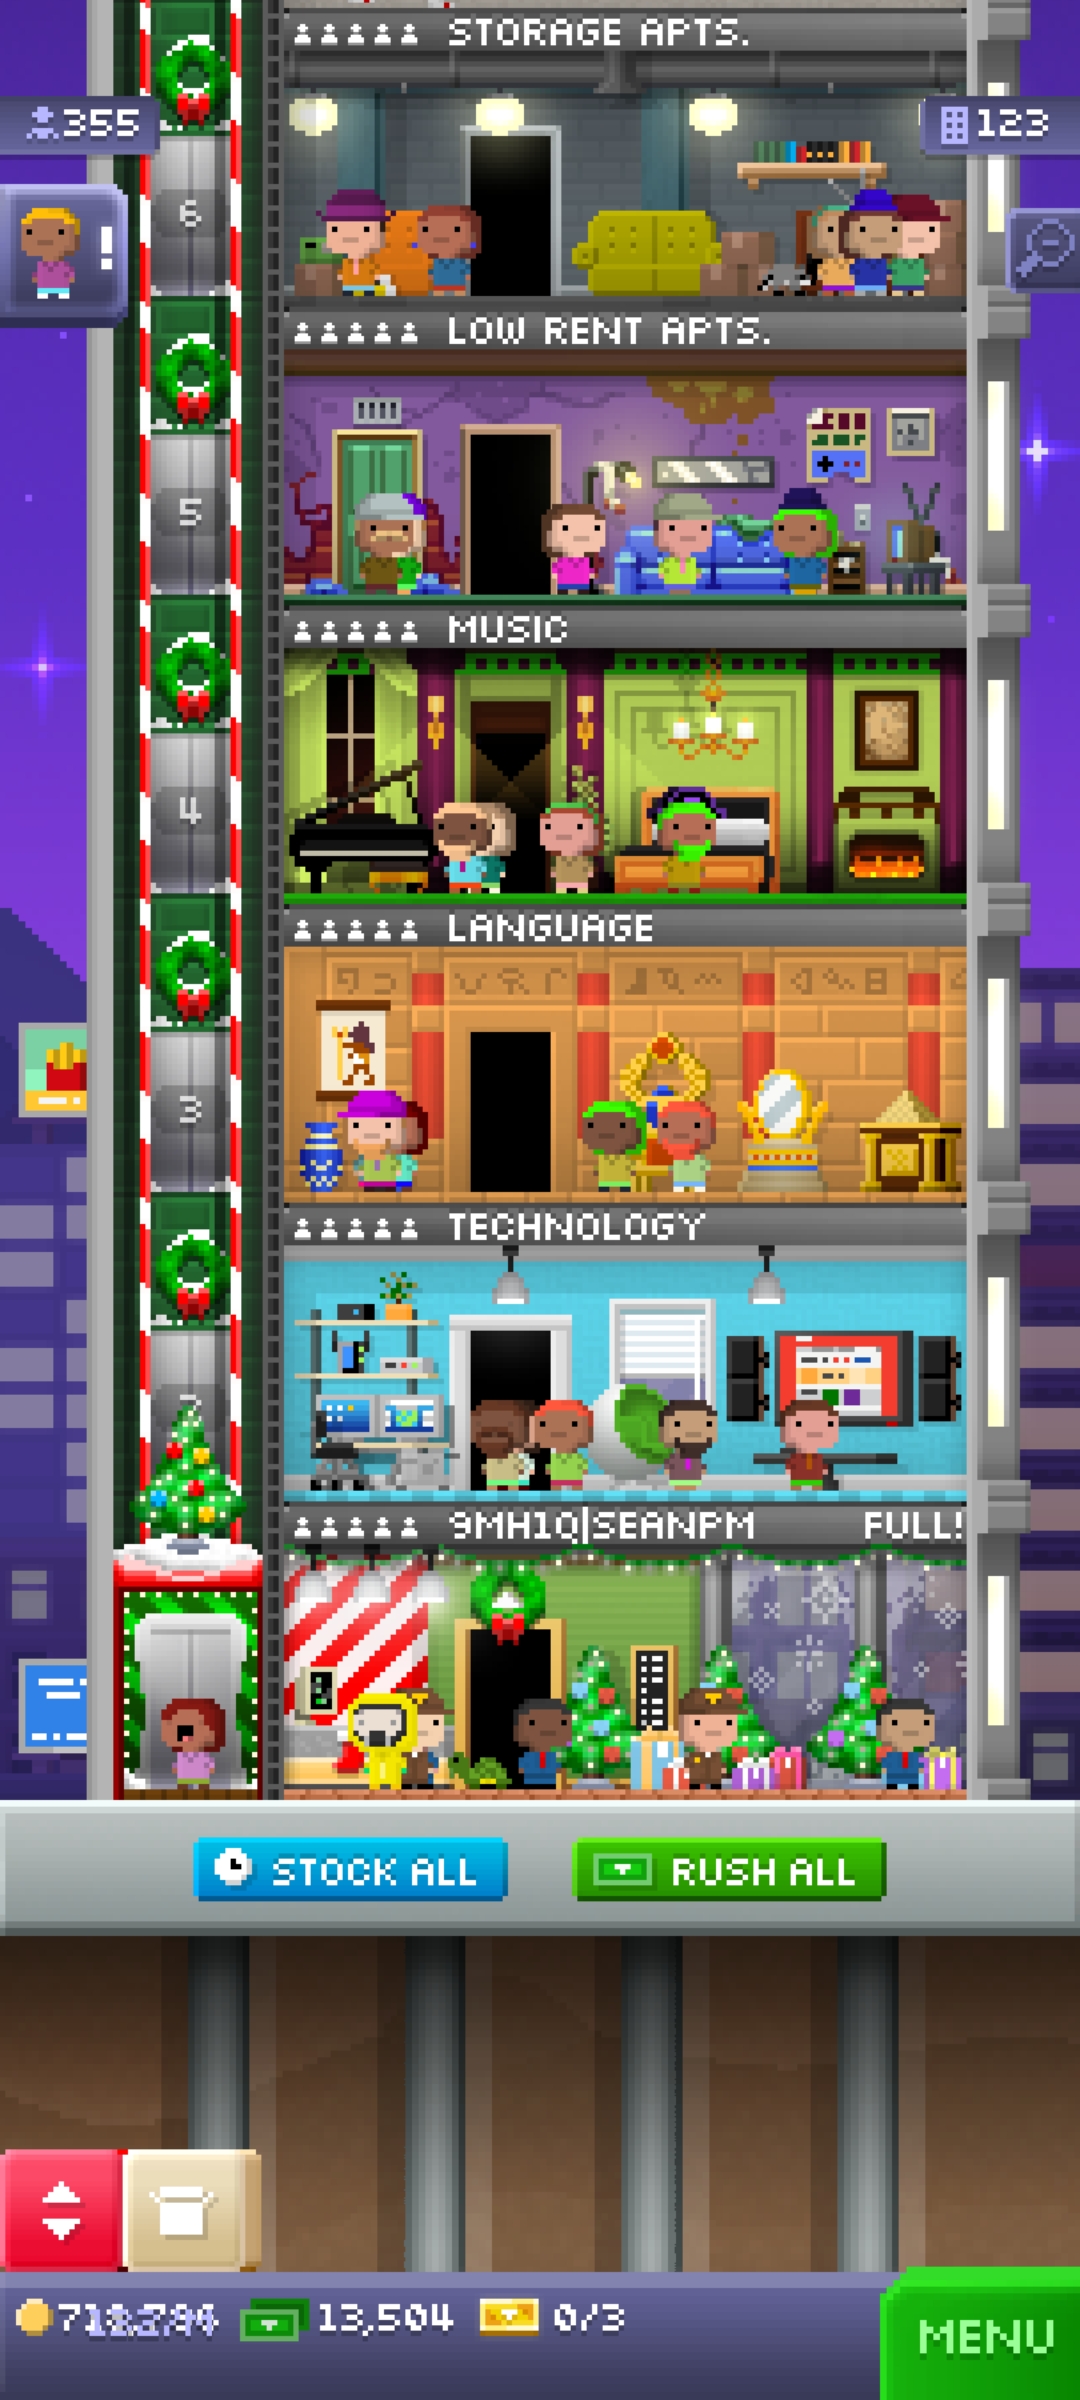 STORAGE APTS.
355
123
6
!
LOW RENT APTS.
5
MUSIC
4
LANGUAGE
3
TECHNOLOGY
9MH1Q|SEANPM FULL!
STOCK ALL
RUSH ALL
13,504
0/3
MENU